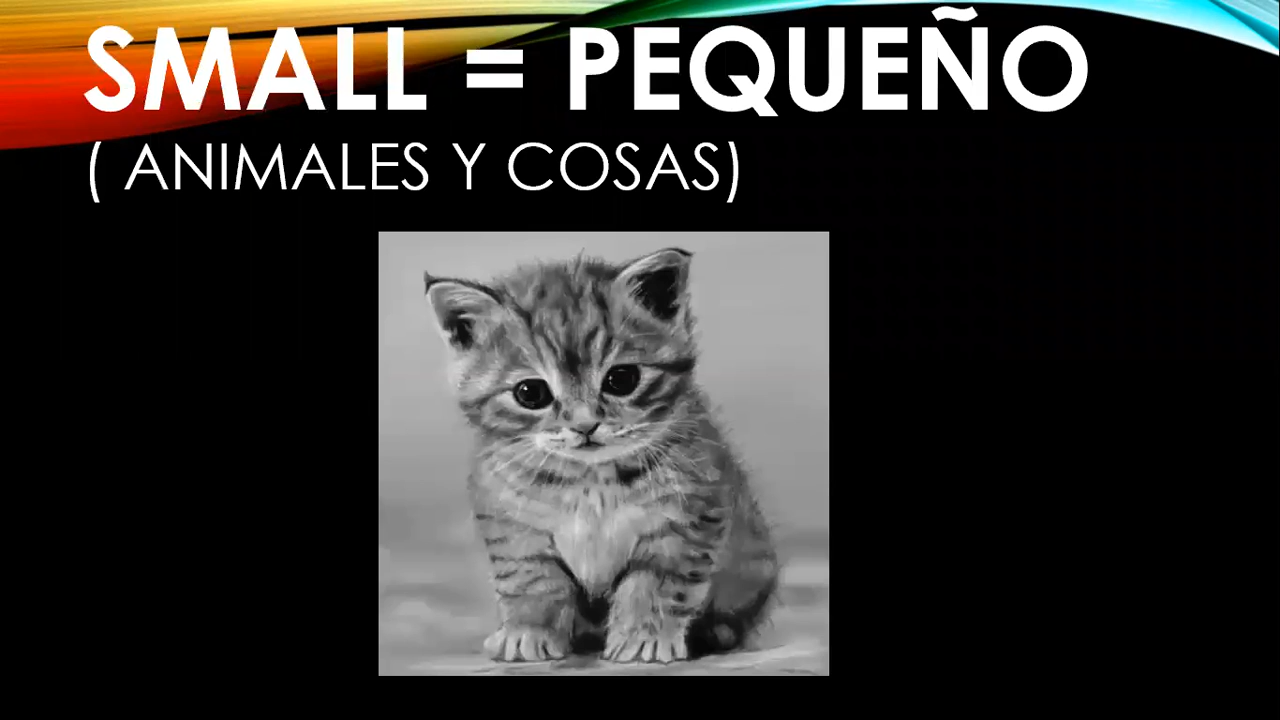 SMALL = PEQUEÑO
( ANIMALES Y COSAS)